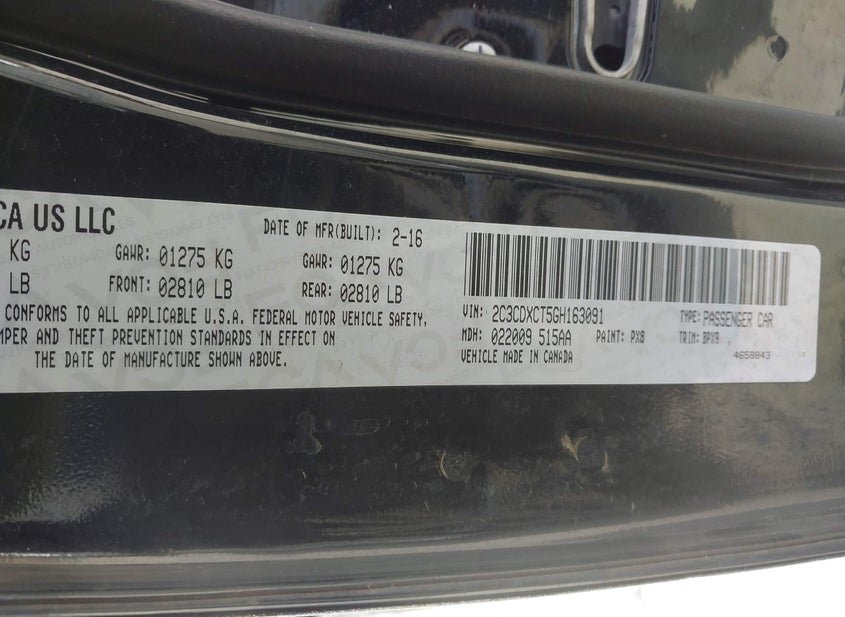 CA US LLC
DATE OF MFR(BUILT): 2-16
KG GAWR: 01275 KG GAWR: 01275 KG
LB FRONT: 02810 LB REAR: 02810 LB
CONFORMS TO ALL APPLICABLE U.S.A. FEDERAL MOTOR VEHICLE SAFETY,
MPER AND THEFT PREVENTION STANDARDS IN EFFECT ON
THE DATE OF MANUFACTURE SHOWN ABOVE.
VIN: 2C3CDXCT5GH163091 TYPE: PASSENGER CAR
MDH: 022009 515AA PAINT: PX8 TRIM: BPX9
VEHICLE MADE IN CANADA 4658843